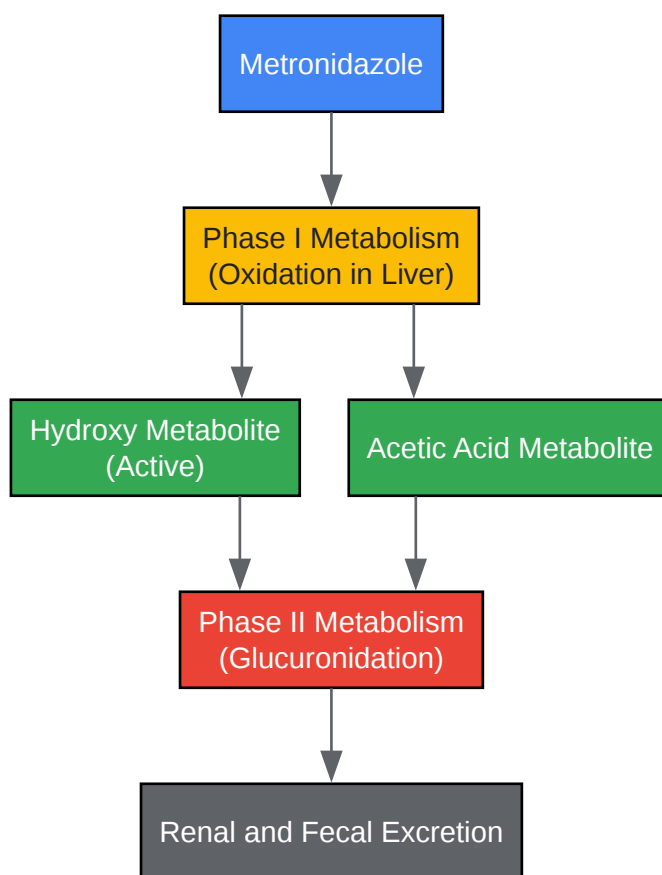 Metronidazole
Phase I Metabolism
(Oxidation in Liver)
Hydroxy Metabolite
(Active)
Acetic Acid Metabolite
Phase II Metabolism
(Glucuronidation)
Renal and Fecal Excretion